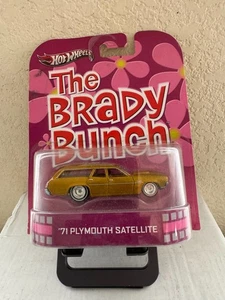 Hot Wheels
The
BRADY
Bunch
'71 PLYMOUTH SATELLITE